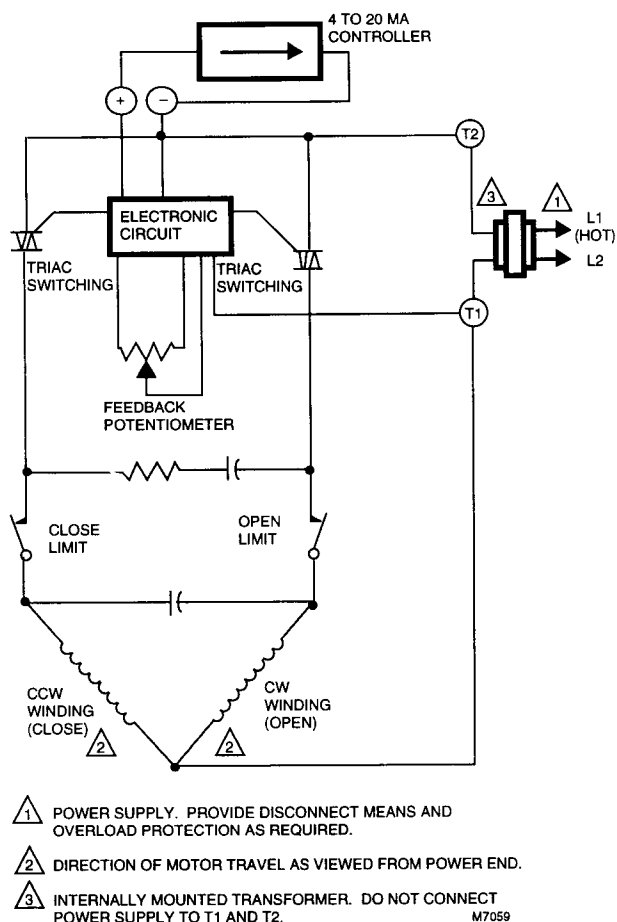 4 TO 20 MA
CONTROLLER
+
−
T2
3
1
L1
(HOT)
L2
ELECTRONIC
CIRCUIT
TRIAC
SWITCHING
TRIAC
SWITCHING
T1
FEEDBACK
POTENTIOMETER
CLOSE
LIMIT
OPEN
LIMIT
CCW
WINDING
(CLOSE)
2
CW
WINDING
(OPEN)
2
1 POWER SUPPLY. PROVIDE DISCONNECT MEANS AND
OVERLOAD PROTECTION AS REQUIRED.
2 DIRECTION OF MOTOR TRAVEL AS VIEWED FROM POWER END.
3 INTERNALLY MOUNTED TRANSFORMER. DO NOT CONNECT
POWER SUPPLY TO T1 AND T2.
M7059